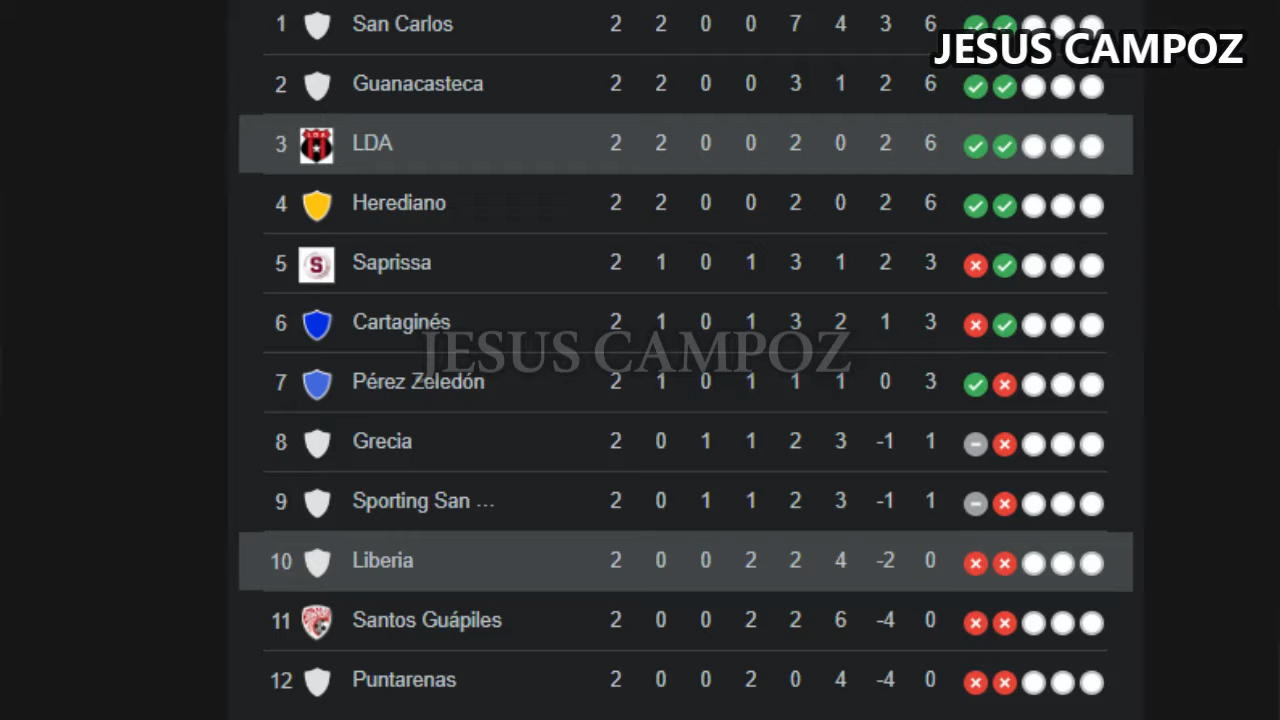 1 San Carlos 2 2 0 0 7 4 3 6
JESUS CAMPOZ
2 Guanacasteca 2 2 0 0 3 1 2 6
3 LDA 2 2 0 0 2 0 2 6
4 Herediano 2 2 0 0 2 0 2 6
5 S Saprissa 2 1 0 1 3 1 2 3
6 Cartaginés 2 1 0 1 3 2 1 3
JESUS CAMPOZ
7 Pérez Zeledón 2 1 0 1 1 1 0 3
8 Grecia 2 0 1 1 2 3 -1 1
9 Sporting San ... 2 0 1 1 2 3 -1 1
10 Liberia 2 0 0 2 2 4 -2 0
11 Santos Guápiles 2 0 0 2 2 6 -4 0
12 Puntarenas 2 0 0 2 0 4 -4 0